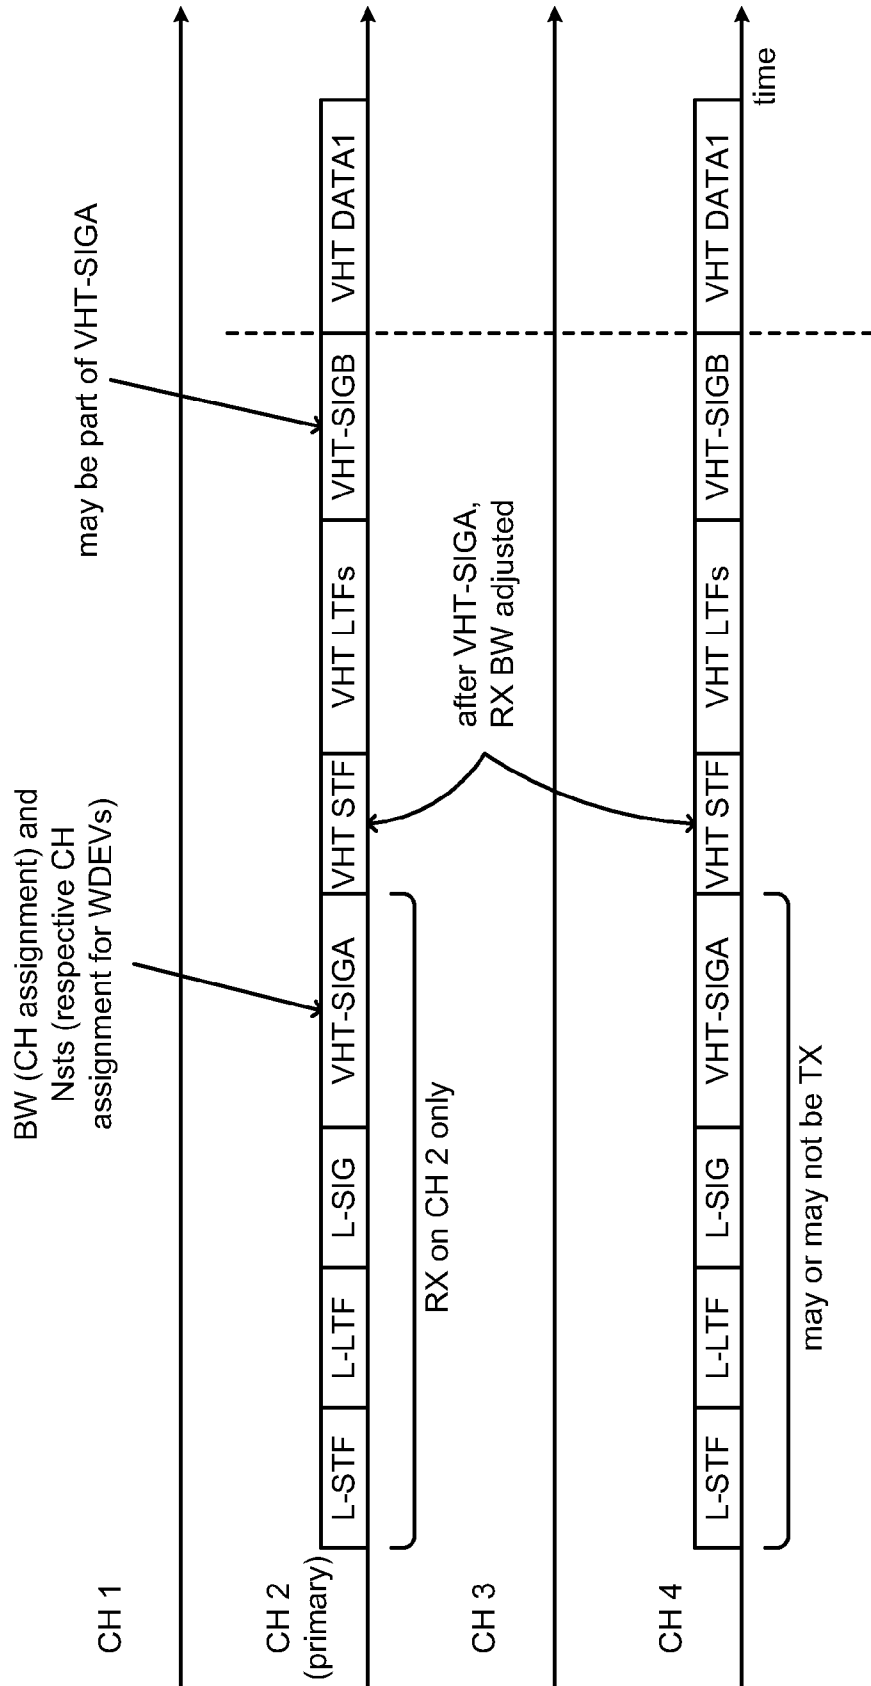 BW (CH assignment) and
Nsts (respective CH
assignment for WDEVs)
may be part of VHT-SIGA
CH 1
CH 2
(primary)
L-STF
L-LTF
L-SIG
VHT-SIGA
VHT STF
VHT LTFs
VHT-SIGB
VHT DATA1
RX on CH 2 only
after VHT-SIGA,
RX BW adjusted
CH 3
CH 4
L-STF
L-LTF
L-SIG
VHT-SIGA
VHT STF
VHT LTFs
VHT-SIGB
VHT DATA1
time
may or may not be TX